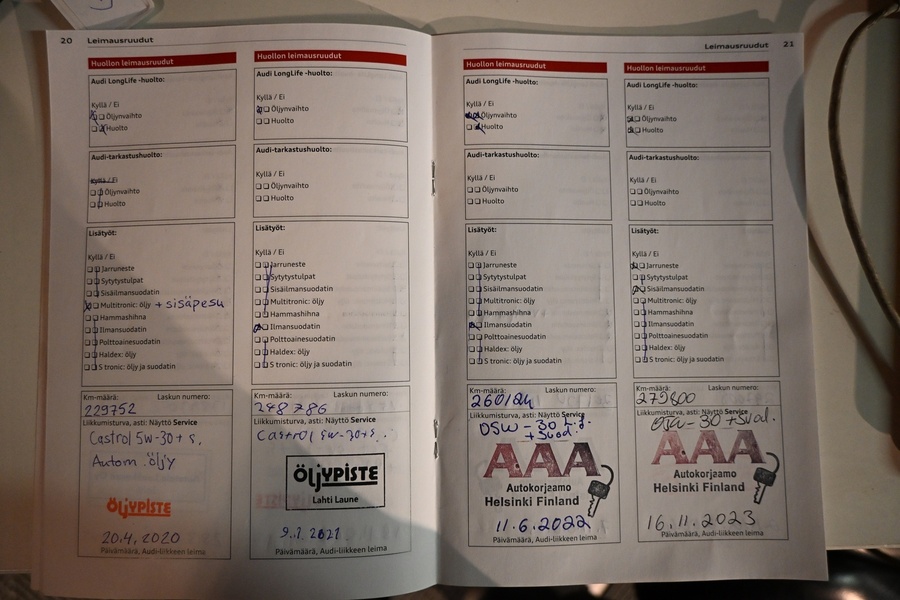 20 Leimausruudut
Huollon leimausruudut
Audi LongLife -huolto:
Kyllä / Ei
Öljynvaihto
Huolto
Audi-tarkastushuolto:
Kyllä / Ei
Öljynvaihto
Huolto
Lisätyöt:
Kyllä / Ei
Jarruneste
Sytytystulpat
Sisäilmansuodatin
Multitronic: öljy + sisäpesu
Hammashihna
Ilmansuodatin
Polttoainesuodatin
Haldex: öljy
S tronic: öljy ja suodatin
Km-määrä: Laskun numero:
229752
Liikkumisturva, asti: Näyttö Service
Castrol 5w-30 + s.
Autom. öljy
ÖLJYPISTE
20.4.2020
Päivämäärä, Audi-liikkeen leima
Huollon leimausruudut
Audi LongLife -huolto:
Kyllä / Ei
Öljynvaihto
Huolto
Audi-tarkastushuolto:
Kyllä / Ei
Öljynvaihto
Huolto
Lisätyöt:
Kyllä / Ei
Jarruneste
Sytytystulpat
Sisäilmansuodatin
Multitronic: öljy
Hammashihna
Ilmansuodatin
Polttoainesuodatin
Haldex: öljy
S tronic: öljy ja suodatin
Km-määrä: Laskun numero:
248786
Liikkumisturva, asti: Näyttö Service
Castrol 5w-30+s.
ÖLJYPISTE
Lahti Laune
2021
Päivämäärä, Audi-liikkeen leima
Leimausruudut 21
Huollon leimausruudut
Audi LongLife -huolto:
Kyllä / Ei
Öljynvaihto
Huolto
Audi-tarkastushuolto:
Kyllä / Ei
Öljynvaihto
Huolto
Lisätyöt:
Kyllä / Ei
Jarruneste
Sytytystulpat
Sisäilmansuodatin
Multitronic: öljy
Hammashihna
Ilmansuodatin
Polttoainesuodatin
Haldex: öljy
S tronic: öljy ja suodatin
Km-määrä: Laskun numero:
Liikkumisturva, asti: Näyttö Service
05W-30
+ Suod.
AAA
Autokorjaamo
Helsinki Finland
11.6.2022
Päivämäärä, Audi-liikkeen leima
Huollon leimausruudut
Audi LongLife -huolto:
Kyllä / Ei
Öljynvaihto
Huolto
Audi-tarkastushuolto:
Kyllä / Ei
Öljynvaihto
Huolto
Lisätyöt:
Kyllä / Ei
Jarruneste
Sytytystulpat
Sisäilmansuodatin
Multitronic: öljy
Hammashihna
Ilmansuodatin
Polttoainesuodatin
Haldex: öljy
S tronic: öljy ja suodatin
Km-määrä: Laskun numero:
Liikkumisturva, asti: Näyttö Service
05W-30 + Suod.
AAA
Autokorjaamo
Helsinki Finland
16.11.2023
Päivämäärä, Audi-liikkeen leima